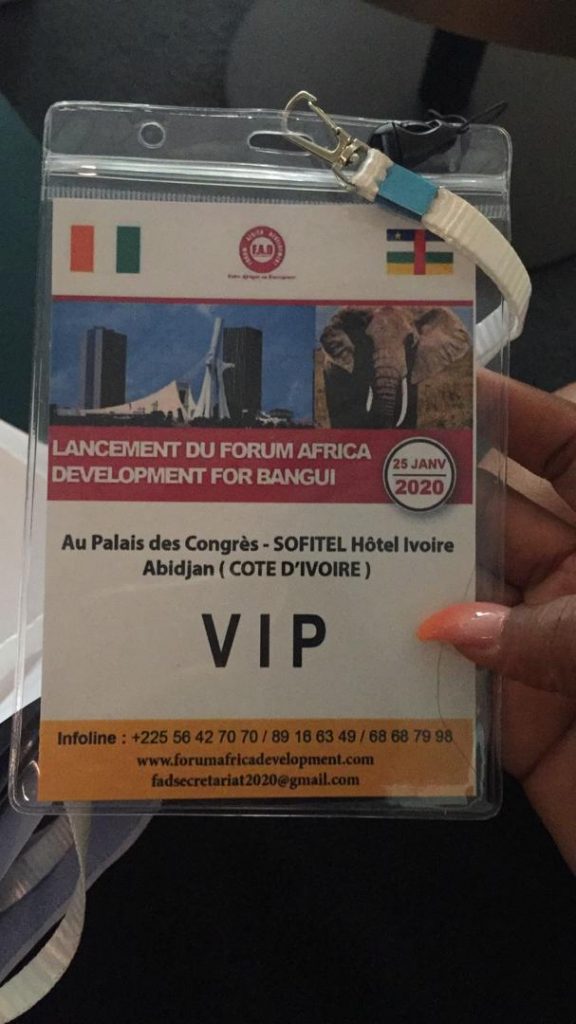 F.A.D
LANCEMENT DU FORUM AFRICA
DEVELOPMENT FOR BANGUI
25 JANV
2020
Au Palais des Congrès - SOFITEL Hôtel Ivoire
Abidjan ( COTE D'IVOIRE )
VIP
Infoline : +225 56 42 70 70 / 89 16 63 49 / 68 68 79 98
www.forumafricadevelopment.com
fadsecretariat2020@gmail.com